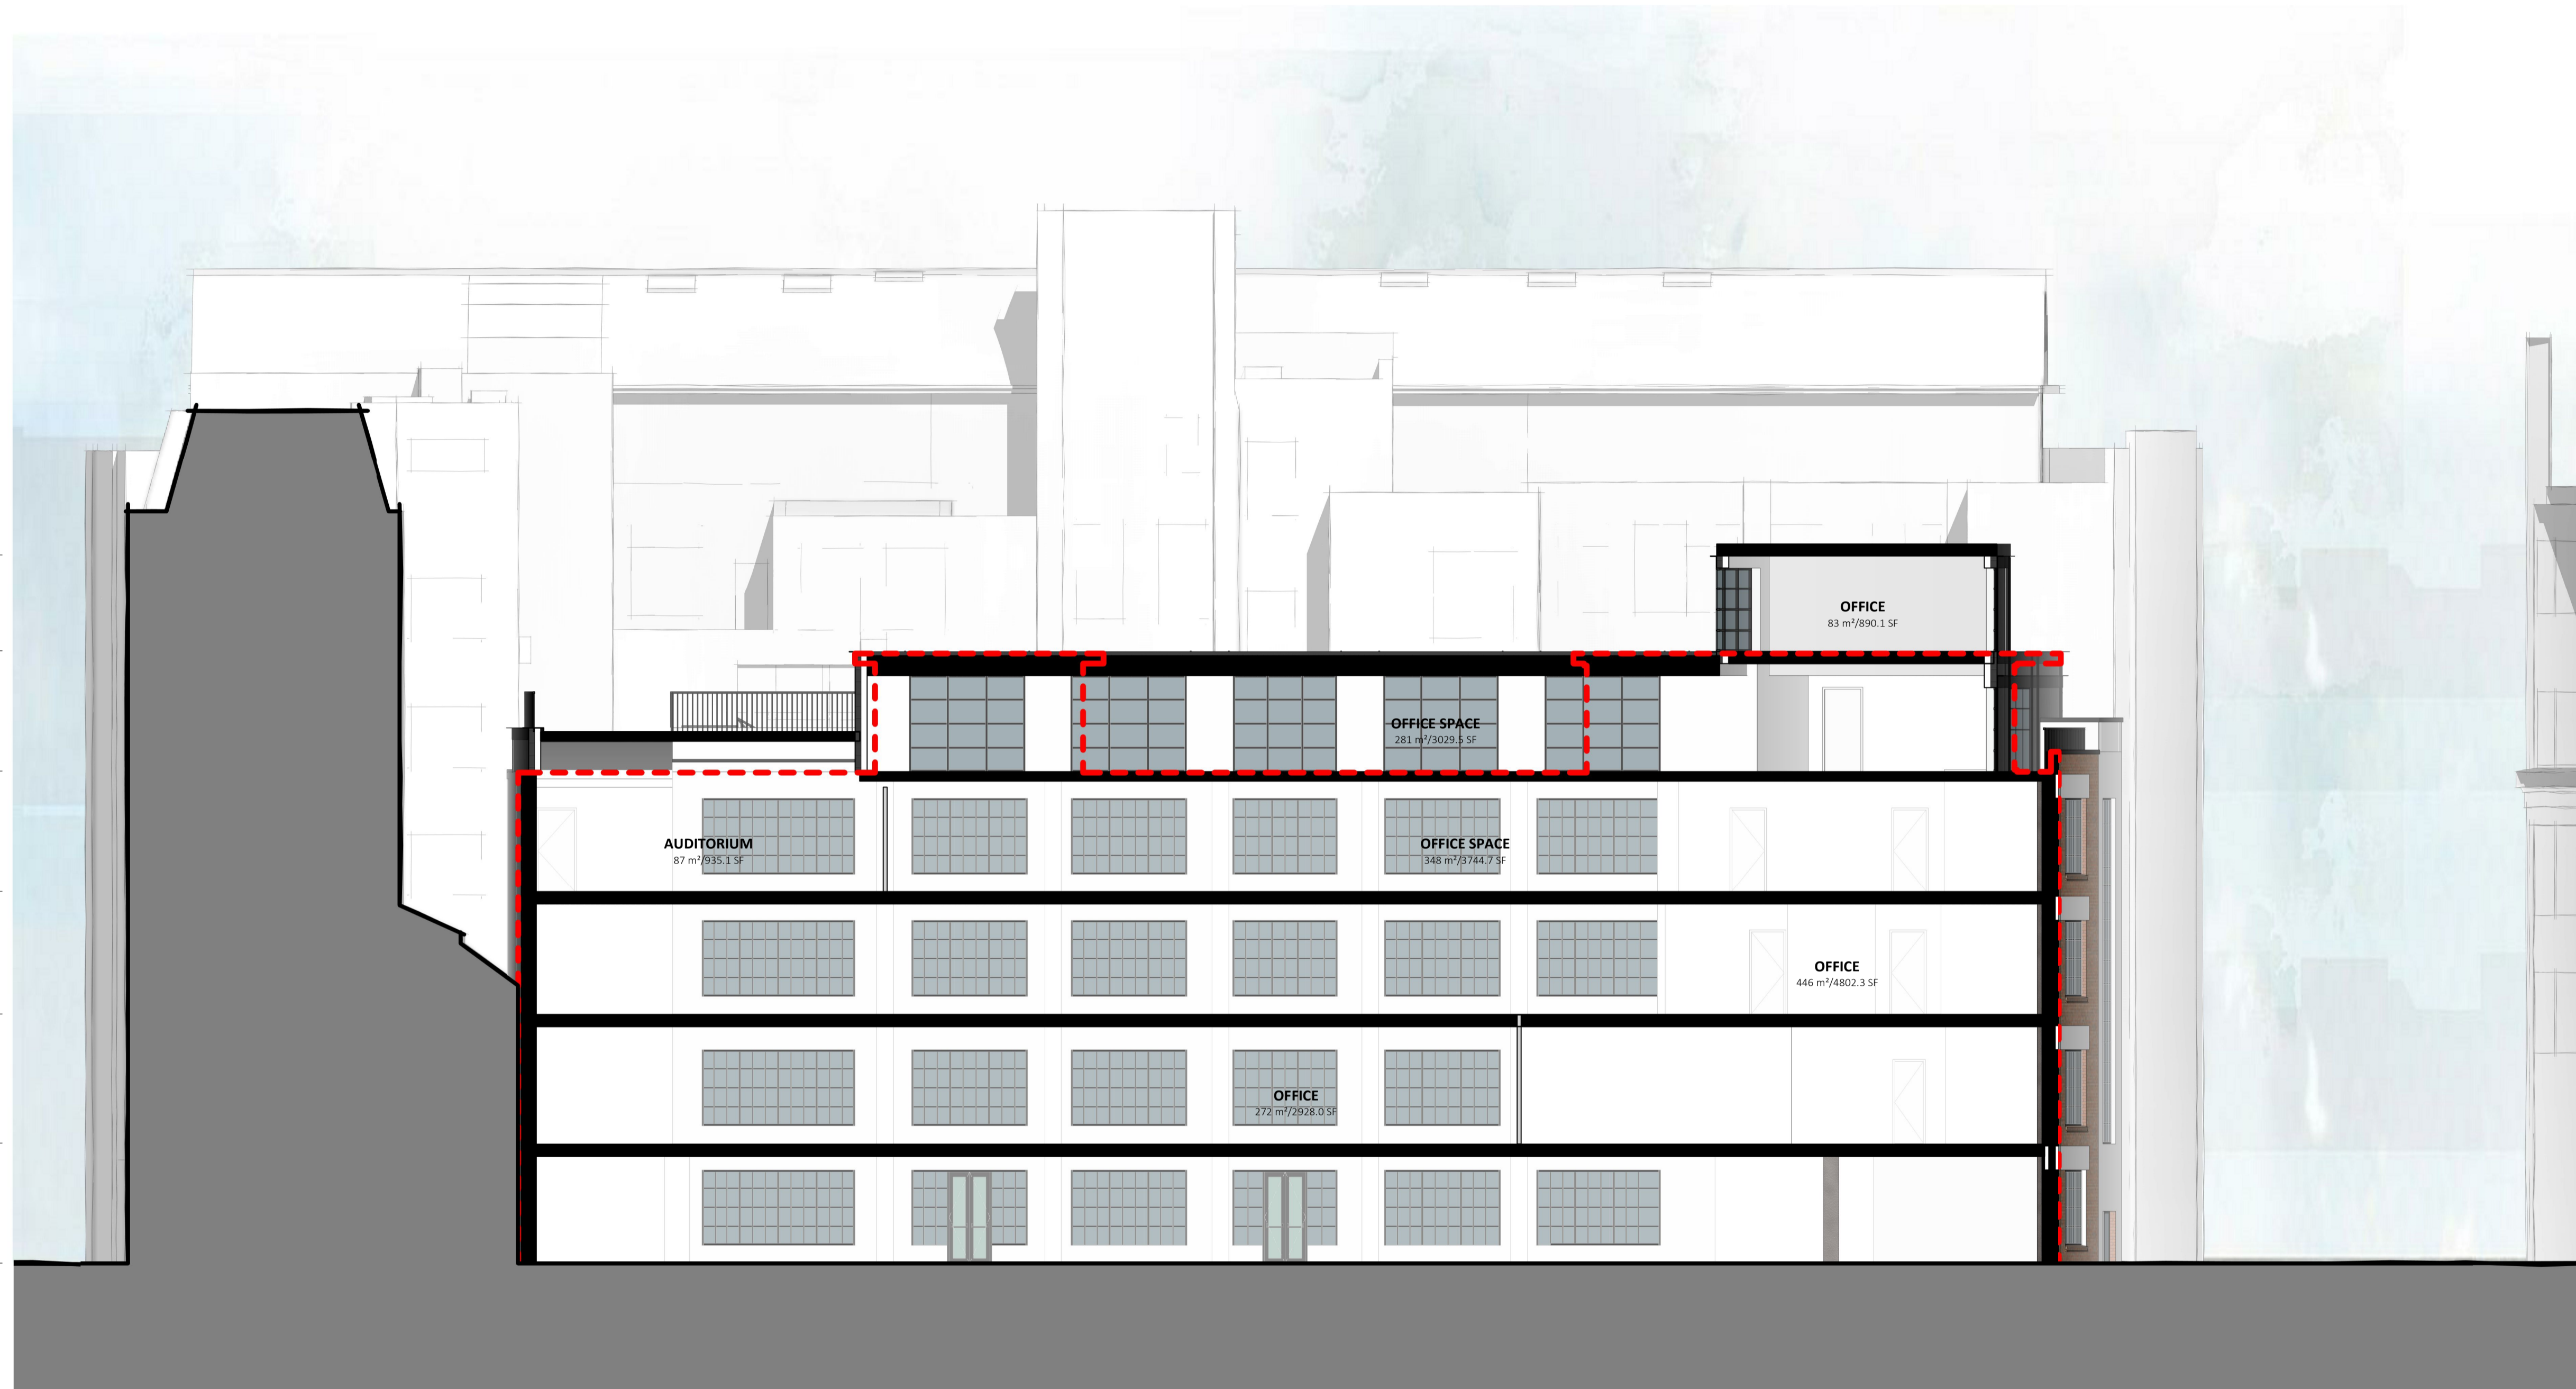 OFFICE
83 m²/890.1 SF
OFFICE SPACE
281 m²/3029.5 SF
AUDITORIUM
87 m²/935.1 SF
OFFICE SPACE
348 m²/3744.7 SF
OFFICE
446 m²/4802.3 SF
OFFICE
272 m²/2928.0 SF